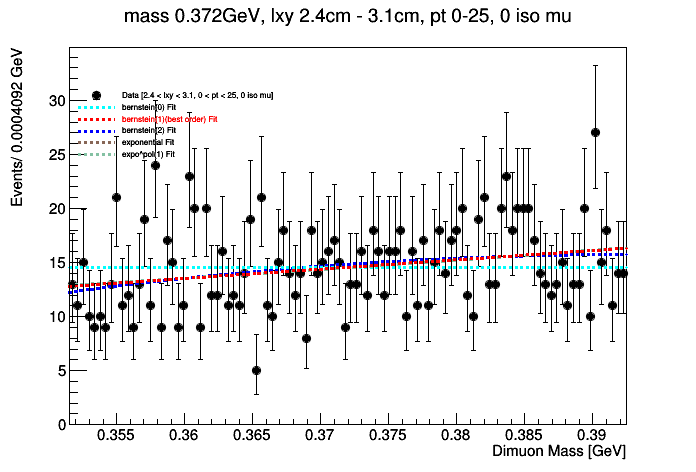 mass 0.372GeV, lxy 2.4cm - 3.1cm, pt 0-25, 0 iso mu
Events/ 0.0004092 GeV
Data [2.4 < lxy < 3.1, 0 < pt < 25, 0 iso mu]
bernstein(0) Fit
bernstein(1)(best order) Fit
bernstein(2) Fit
exponential Fit
expo*pol(1) Fit
30
25
20
15
10
5
0
0.355 0.36 0.365 0.37 0.375 0.38 0.385 0.39
Dimuon Mass [GeV]